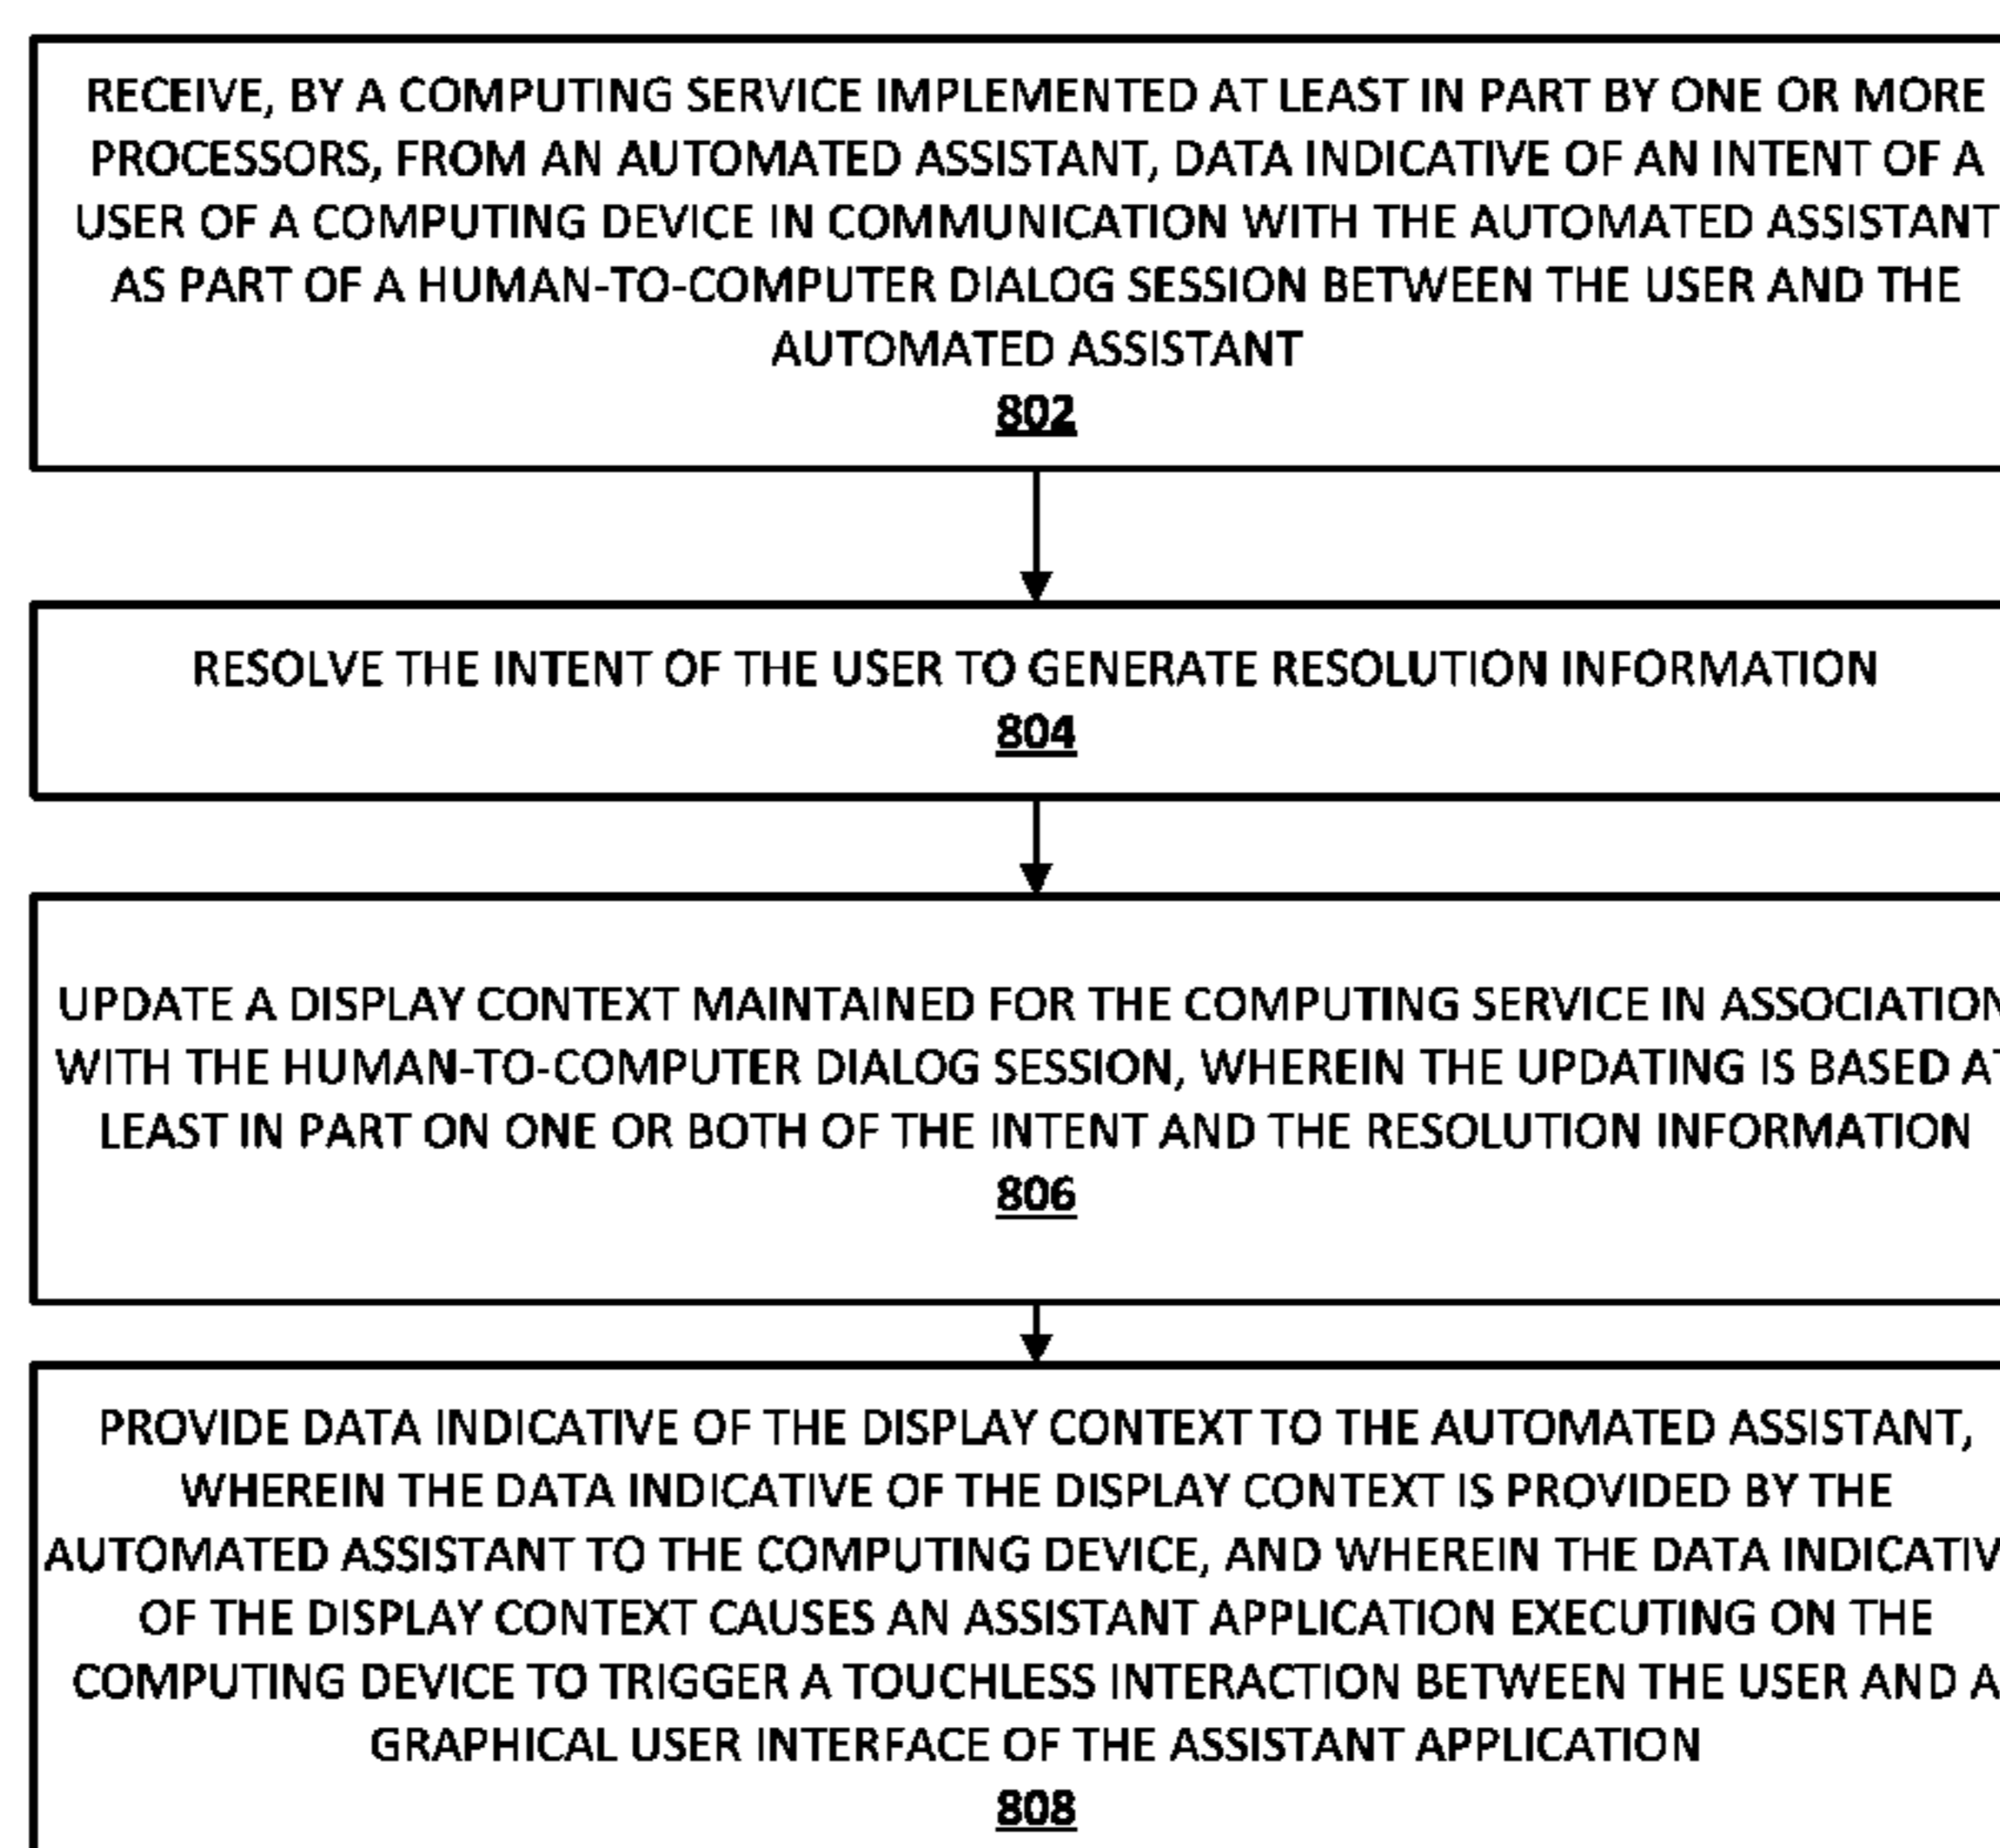 RECEIVE, BY A COMPUTING SERVICE IMPLEMENTED AT LEAST IN PART BY ONE OR MORE
PROCESSORS, FROM AN AUTOMATED ASSISTANT, DATA INDICATIVE OF AN INTENT OF A
USER OF A COMPUTING DEVICE IN COMMUNICATION WITH THE AUTOMATED ASSISTANT
AS PART OF A HUMAN-TO-COMPUTER DIALOG SESSION BETWEEN THE USER AND THE
AUTOMATED ASSISTANT
802
RESOLVE THE INTENT OF THE USER TO GENERATE RESOLUTION INFORMATION
804
UPDATE A DISPLAY CONTEXT MAINTAINED FOR THE COMPUTING SERVICE IN ASSOCIATION
WITH THE HUMAN-TO-COMPUTER DIALOG SESSION, WHEREIN THE UPDATING IS BASED AT
LEAST IN PART ON ONE OR BOTH OF THE INTENT AND THE RESOLUTION INFORMATION
806
PROVIDE DATA INDICATIVE OF THE DISPLAY CONTEXT TO THE AUTOMATED ASSISTANT,
WHEREIN THE DATA INDICATIVE OF THE DISPLAY CONTEXT IS PROVIDED BY THE
AUTOMATED ASSISTANT TO THE COMPUTING DEVICE, AND WHEREIN THE DATA INDICATIV
OF THE DISPLAY CONTEXT CAUSES AN ASSISTANT APPLICATION EXECUTING ON THE
COMPUTING DEVICE TO TRIGGER A TOUCHLESS INTERACTION BETWEEN THE USER AND A
GRAPHICAL USER INTERFACE OF THE ASSISTANT APPLICATION
808